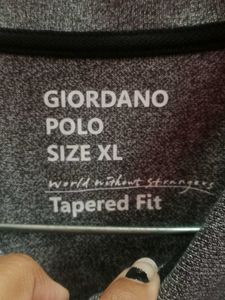 GIORDANO
POLO
SIZE XL
world without strangers
Tapered Fit